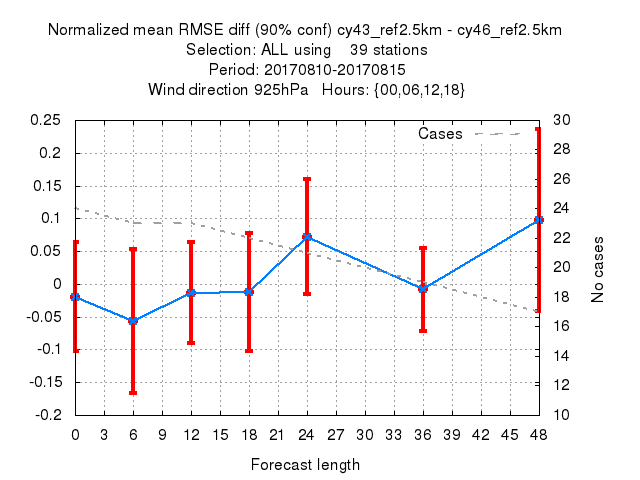 Normalized mean RMSE diff (90% conf) cy43_ref2.5km - cy46_ref2.5km
Selection: ALL using    39 stations
Period: 20170810-20170815
Wind direction 925hPa   Hours: {00,06,12,18}
Cases
0.25
0.2
0.15
0.1
0.05
0
-0.05
-0.1
-0.15
-0.2
30
28
26
24
22
20
18
16
14
12
10
No cases
0 3 6 9 12 15 18 21 24 27 30 33 36 39 42 45 48
Forecast length